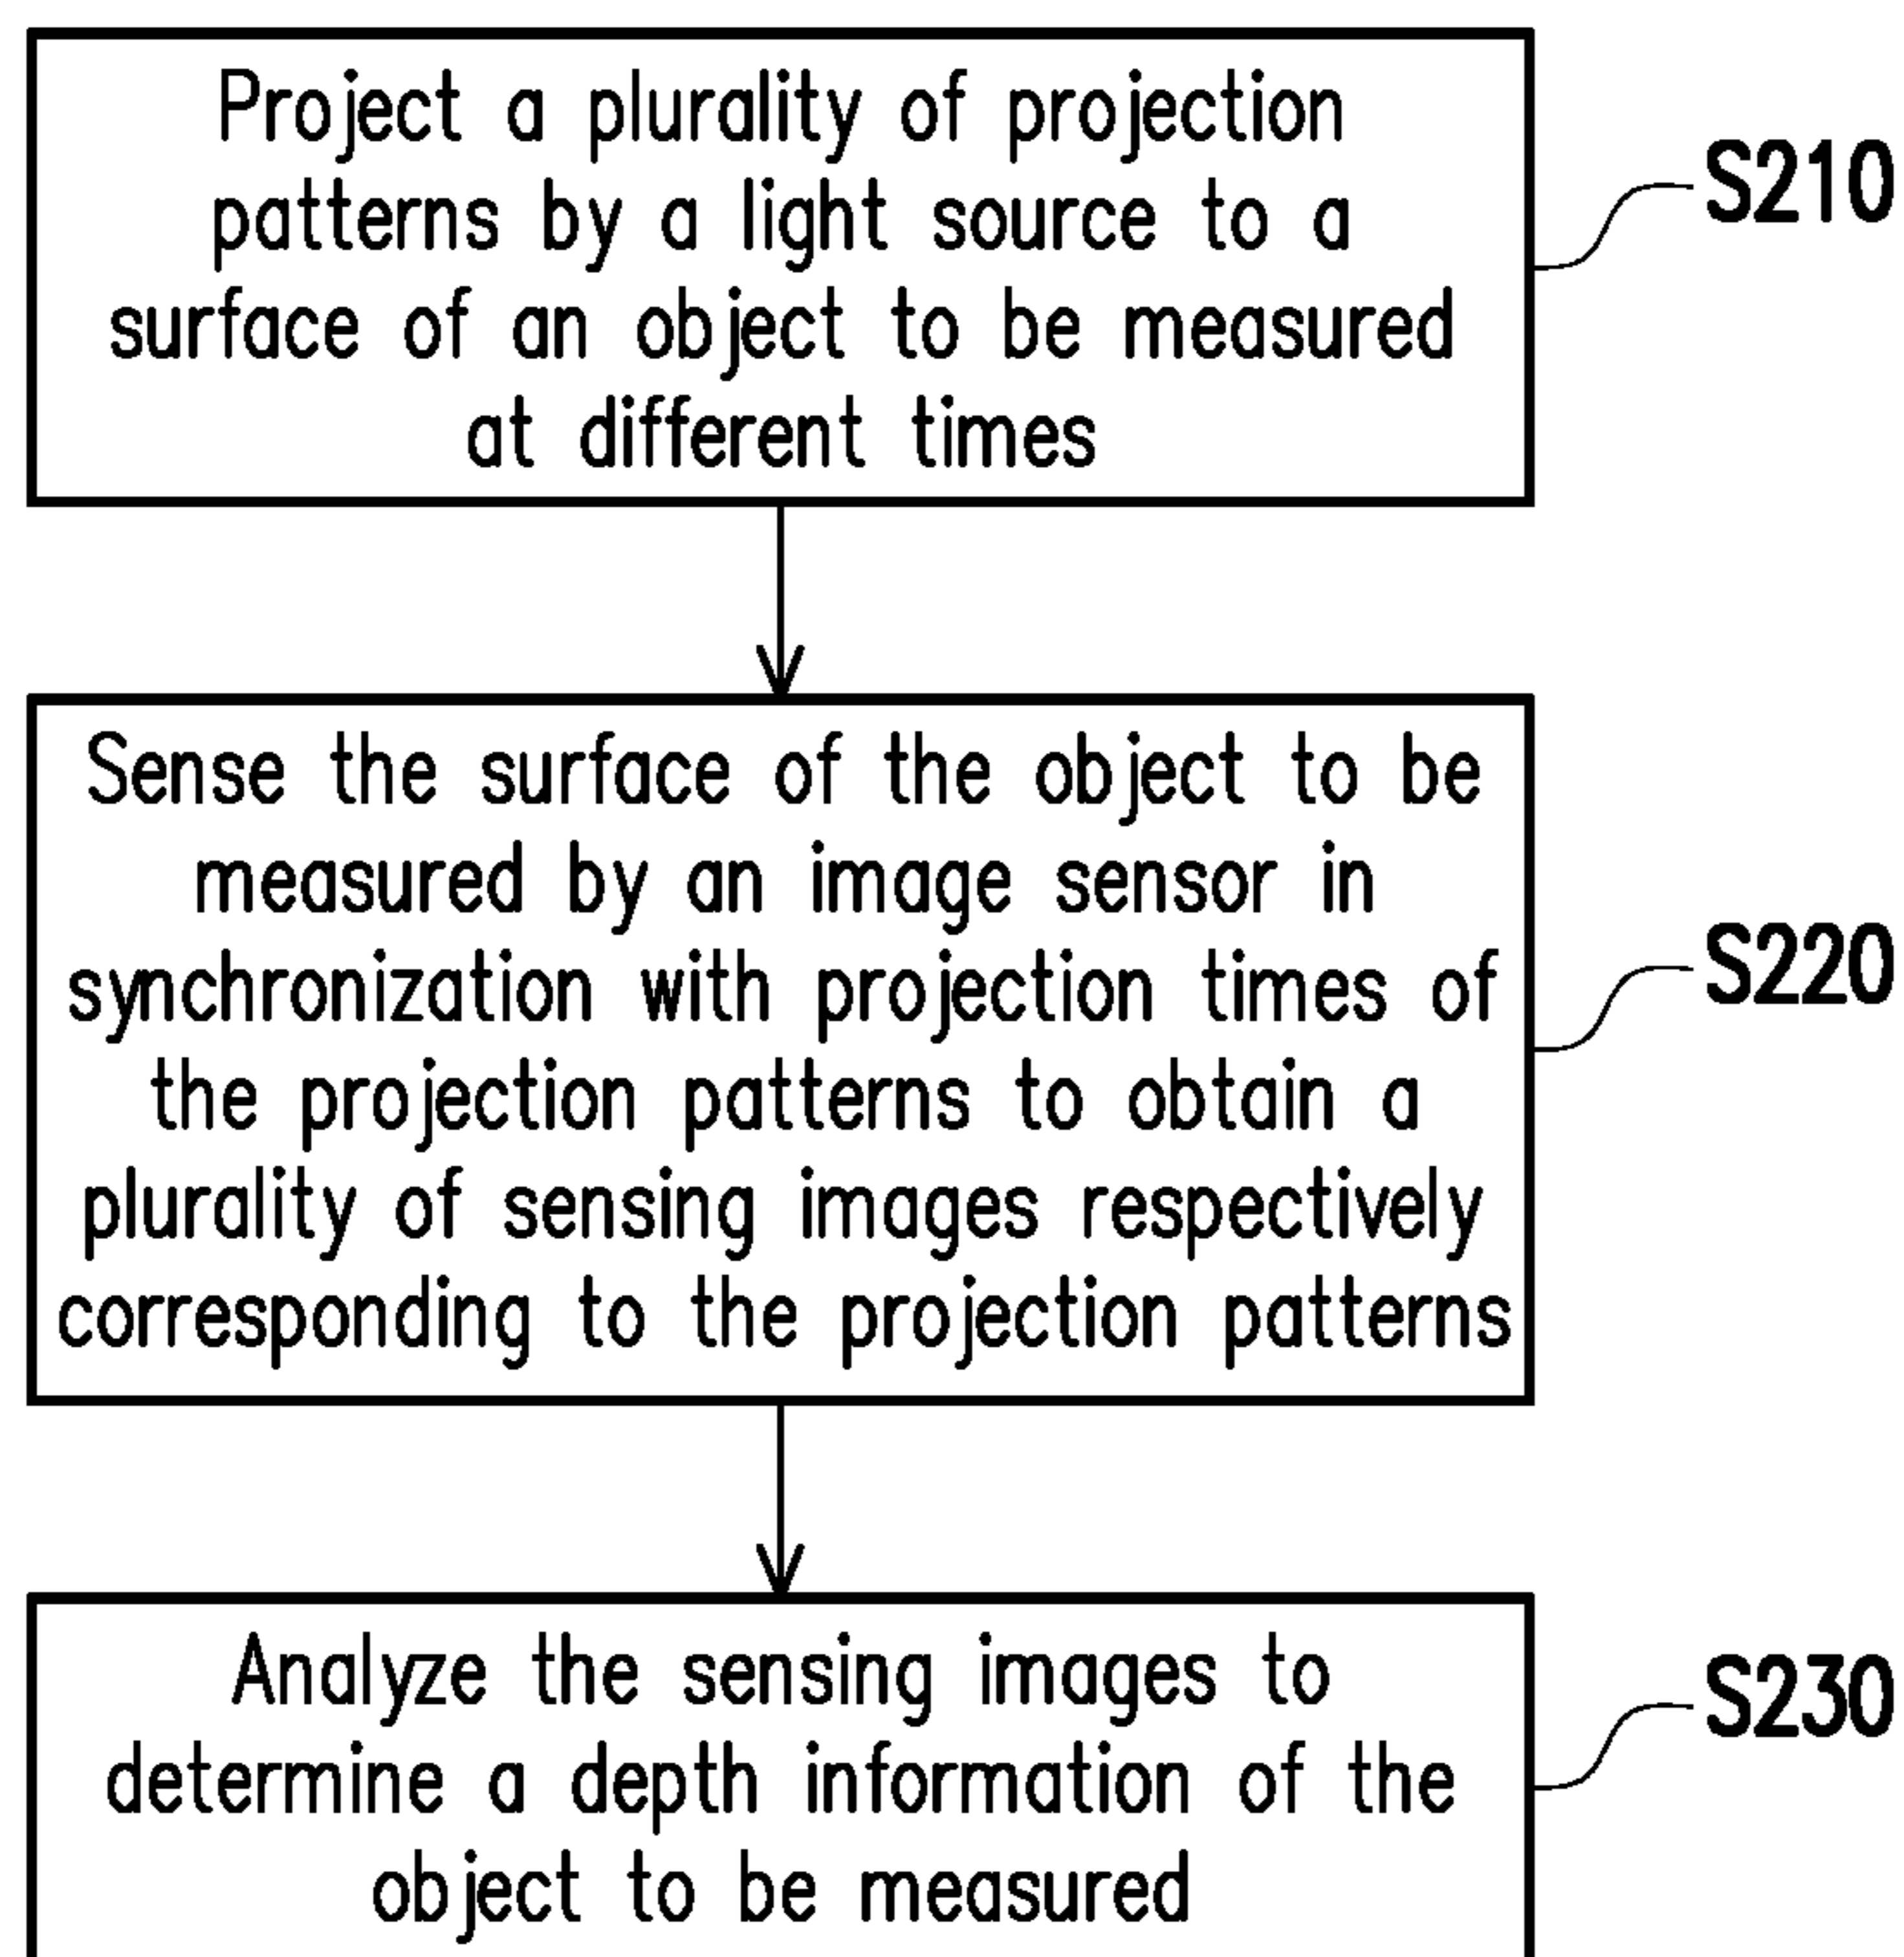 Project a plurality of projection
patterns by a light source to a
surface of an object to be measured
at different times
S210
Sense the surface of the object to be
measured by an image sensor in
synchronization with projection times of
the projection patterns to obtain a
plurality of sensing images respectively
corresponding to the projection patterns
S220
Analyze the sensing images to
determine a depth information of the
object to be measured
S230